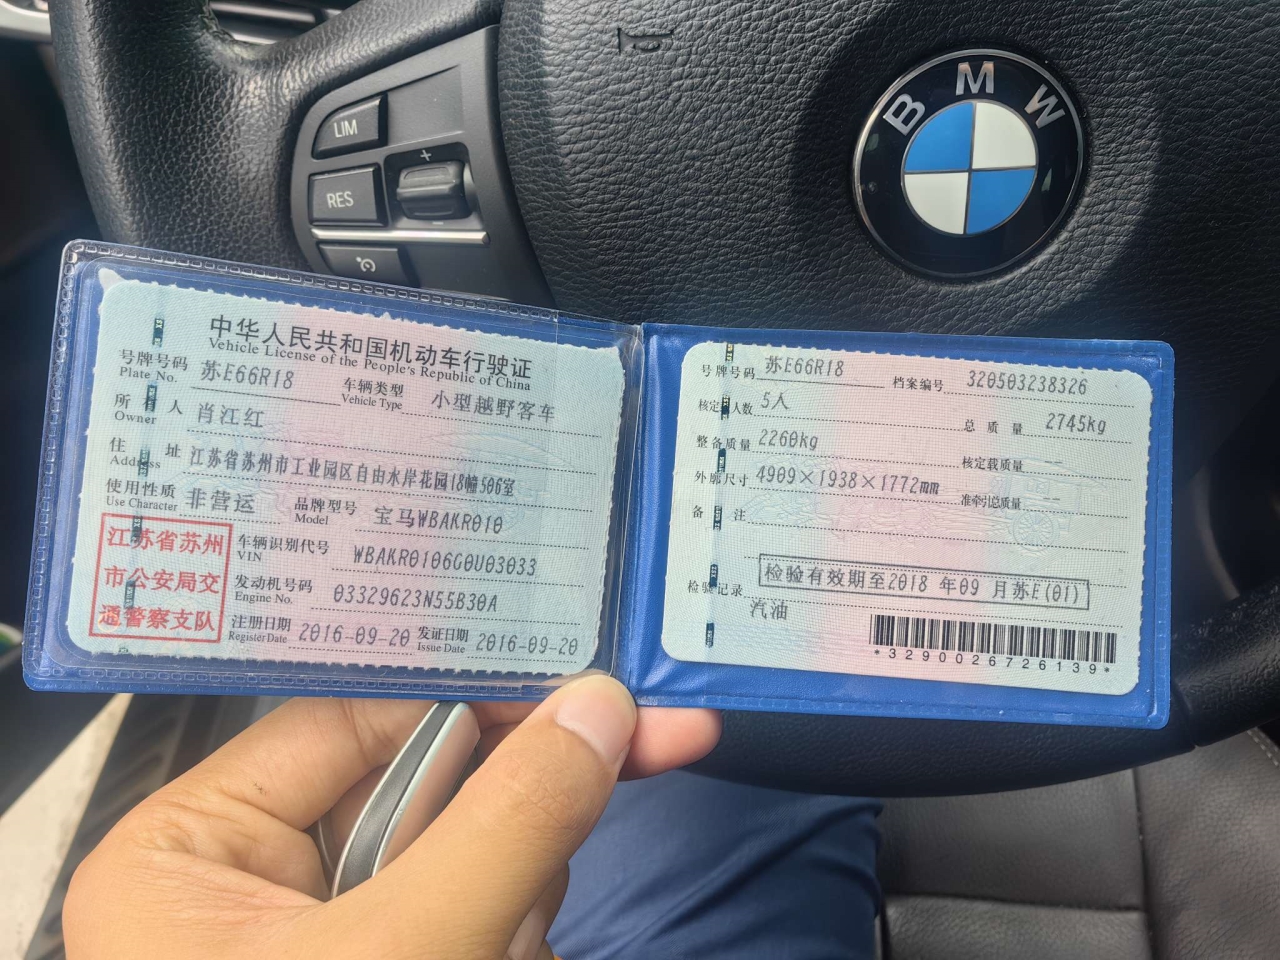 BMW
LIM
+
RES
中华人民共和国机动车行驶证
Vehicle License of the People's Republic of China
号牌号码 苏E66R18 车辆类型 小型越野客车
Plate No. Vehicle Type
所有人 肖江红
Owner
住址 江苏省苏州市工业园区自由水岸花园18幢506室
Address
使用性质 非营运 品牌型号 宝马WBAKR010
Use Character Model
江苏省苏州
市公安局交
通警察支队
车辆识别代号 WBAKR0106G0U03033
VIN
发动机号码 03329623N55B30A
Engine No.
注册日期 2016-09-20 发证日期 2016-09-20
Register Date Issue Date
号牌号码 苏E66R18 档案编号 320503238326
核定人数 5人 总质量 2745kg
整备质量 2260kg 核定载质量 --
外廓尺寸 4909×1938×1772mm 准牵引总质量 --
备注
检验有效期至2018年09月苏E(01)
检验记录
汽油
*3290026726139*